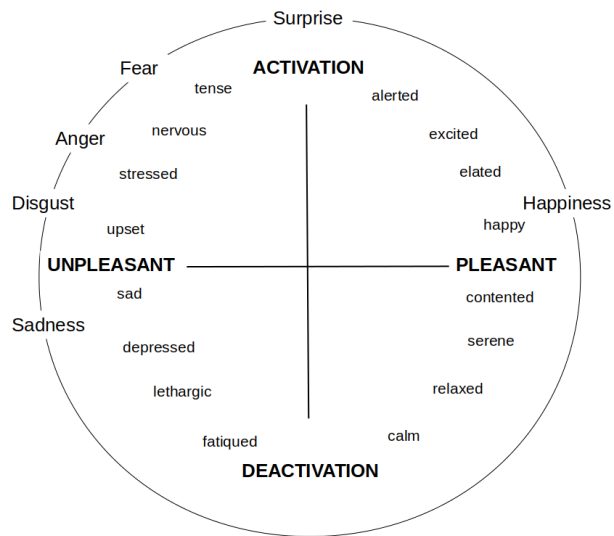 Surprise
Fear
ACTIVATION
tense
alerted
Anger
nervous
excited
stressed
elated
Disgust
Happiness
upset
happy
UNPLEASANT
PLEASANT
sad
contented
Sadness
serene
depressed
lethargic
relaxed
fatiqued
calm
DEACTIVATION